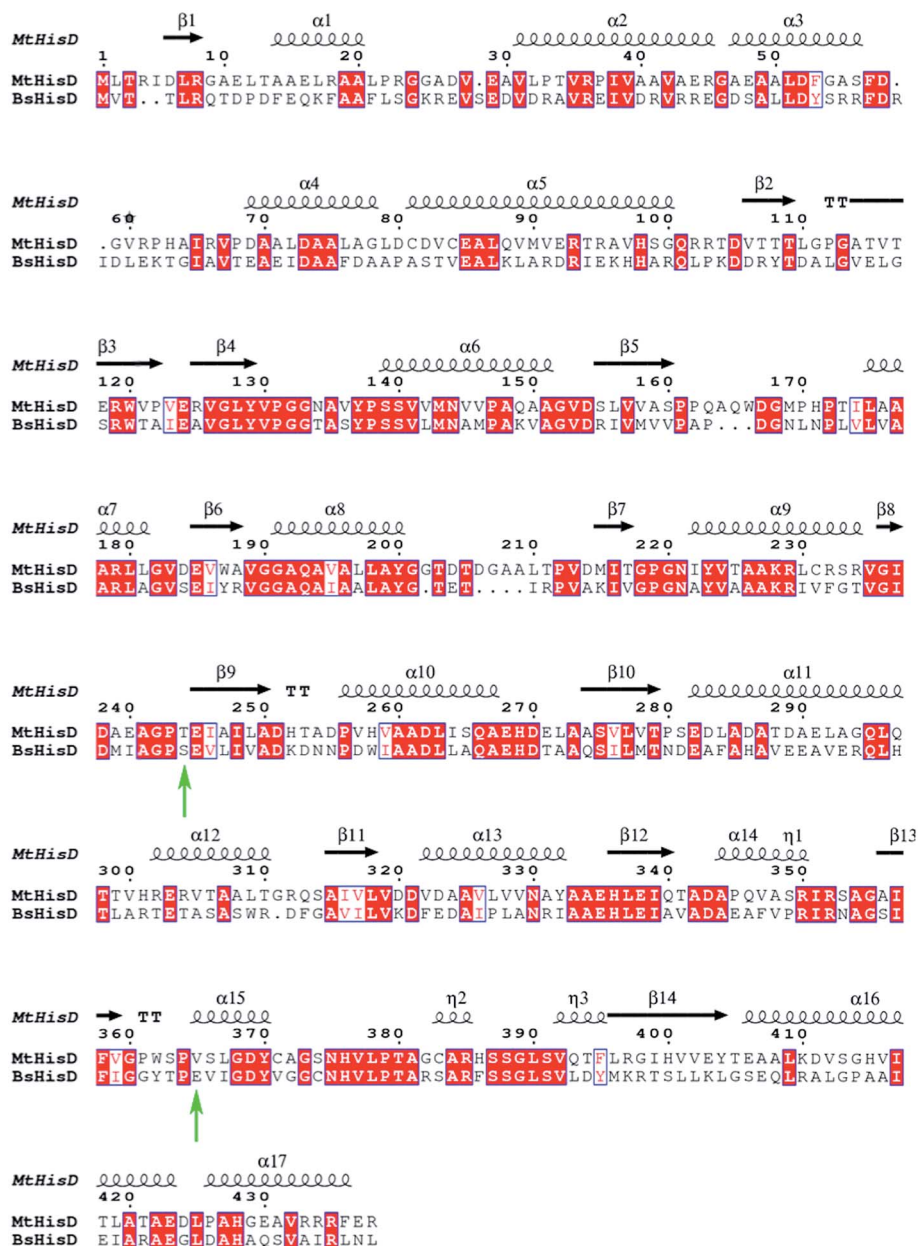 β1 α1 α2 α3
MtHisD
1 10 20 30 40 50
MtHisD MLTRIDLRGAELTAAELRAALPRGGADV.EAVLPTVRPIVAAVAERGAEAALDFGASFD.
BsHisD MVT..TLRQTDPDFEQKFAAFLSGKREVSEDVDRAVREIVDRVRREGDSALLDYSRRFDR
α4 α5 β2
MtHisD TT
60 70 80 90 100 110
MtHisD .GVRPHAIRVPDAALDAALAGLDCDVCEALQVMVERTRAVHSGQRRTDVTTTLGPGATVT
BsHisD IDLEKTGIAVTEAEIDAAFDAAPASTVEALKLARDRIEKHHARQLPKDDRYTDALGVELG
β3 β4 α6 β5
MtHisD
120 130 140 150 160 170
MtHisD ERWVPVERVGLYVPGGNAVYPSSVVMNVVPAQAAGVDSLVVASPPQAQWDGMPHPTILAA
BsHisD SRWTAIEAVGLYVPGGTASYPSSVLMNAMPAKVAGVDRIVMVVPAP...DGNLNPLVLVA
α7 β6 α8 β7 α9 β8
MtHisD
180 190 200 210 220 230
MtHisD ARLLGVDEVWAVGGAQAVALLAYGGTDTDGAALTPVDMITGPGNIYVTAAKRLCRSRVGI
BsHisD ARLAGVSEIYRVGGAQAIAALAYG.TET....IRPVAKIVGPGNAYVAAAKRIVFGTVGI
β9 α10 β10 α11
MtHisD TT
240 250 260 270 280 290
MtHisD DAEAGPTEIAILADHTADPVHVAADLISQAEHDELAASVLVTPSEDLADATDAELAGQLQ
BsHisD DMIAGPSEVLIVADKDNNPDWIAADLLAQAEHDTAAQSILMTNDEAFAHAVEEAVERQLH
α12 β11 α13 β12 α14 η1 β13
MtHisD
300 310 320 330 340 350
MtHisD TTVHRERVTAALTGRQSAIVLVDDVDAAVLVVNAYAAEHLEIQTADAPQVASRIRSAGAI
BsHisD TLARTETASASWR.DFGAVILVKDFEDAIPLANRIAAEHLEIAVADAEAFVPRIRNAGSI
α15 η2 η3 β14 α16
MtHisD TT
360 370 380 390 400 410
MtHisD FVGPWSPVSLGDYCAGSNHVLPTAGCARHSSGLSVQTFLRGIHVVEYTEAALKDVSGHVI
BsHisD FIGGYTPEVIGDYVGGCNHVLPTARSARFSSGLSVLDYMKRTSLLKLGSEQLRALGPAAI
α17
MtHisD
420 430
MtHisD TLATAEDLPAHGEAVRRRFER
BsHisD EIARAEGLDAHAQSVAIRLNL